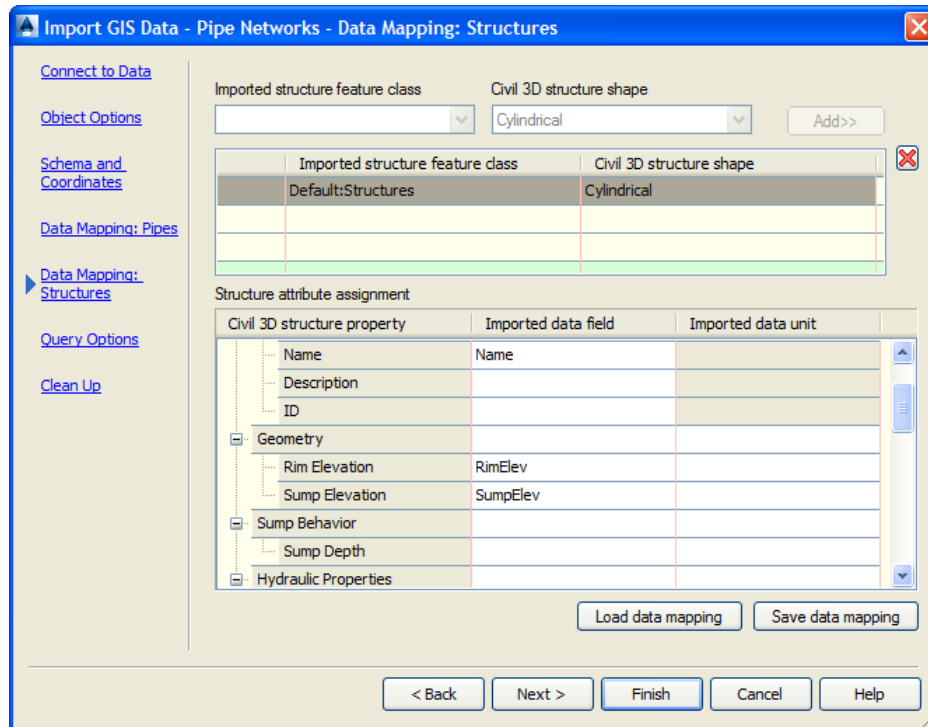 Import GIS Data - Pipe Networks - Data Mapping: Structures
Connect to Data
Object Options
Schema and
Coordinates
Data Mapping: Pipes
Data Mapping:
Structures
Query Options
Clean Up
Imported structure feature class Civil 3D structure shape
Cylindrical Add>>
Imported structure feature class Civil 3D structure shape
Default:Structures Cylindrical
Structure attribute assignment
Civil 3D structure property Imported data field Imported data unit
Name Name
Description
ID
Geometry
Rim Elevation RimElev
Sump Elevation SumpElev
Sump Behavior
Sump Depth
Hydraulic Properties
Load data mapping Save data mapping
< Back Next > Finish Cancel Help